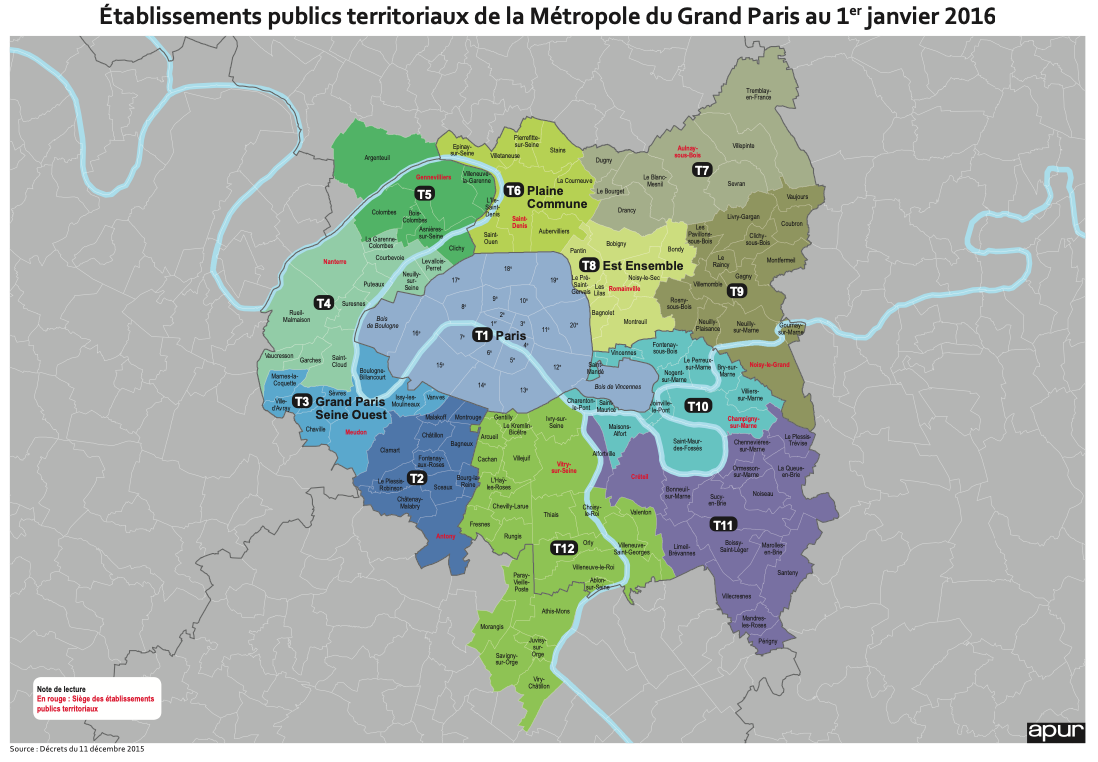 Établissements publics territoriaux de la Métropole du Grand Paris au 1er janvier 2016
Tremblay-
en-France
Argenteuil
Epinay-
sur-Seine
Pierrefitte-
sur-Seine
Villetaneuse
Stains
Dugny
Aulnay-
sous-Bois
Villepinte
T7
Gennevilliers
Villeneuve-
la-Garenne
T5
T6 Plaine
Commune
La Courneuve
Le Bourget
Le Blanc-
Mesnil
Sevran
Vaujours
Colombes
Bois-
Colombes
L'Ile-
Saint-
Denis
Saint-
Denis
Drancy
Livry-Gargan
Coubron
Asnières-
sur-Seine
Saint-
Ouen
Aubervilliers
Les
Pavillons-
sous-Bois
Clichy-
sous-Bois
La Garenne-
Colombes
Clichy
Pantin
Bobigny
Bondy
Nanterre
Courbevoie
Levallois-
Perret
T8 Est Ensemble
Le
Raincy
Montfermeil
Neuilly-
sur-
Seine
Puteaux
17e
18e
19e
Le Pré-
Saint-
Gervais
Les
Lilas
Noisy-le-Sec
Romainville
Gagny
Villemomble
T9
T4
Suresnes
Rueil-
Malmaison
Bois
de Boulogne
8e
9e
10e
2e
1er
3e
Bagnolet
Rosny-
sous-Bois
Montreuil
Neuilly-
Plaisance
Neuilly-
sur-Marne
Gournay-
sur-Marne
16e
7e
T1 Paris
11e
20e
4e
6e
5e
12e
15e
14e
13e
Vaucresson
Garches
Saint-
Cloud
Vincennes
Fontenay-
sous-Bois
Saint-
Mandé
Bois de Vincennes
Le Perreux-
sur-Marne
Nogent-
sur-Marne
Bry-sur-
Marne
Noisy-le-Grand
Marnes-la-
Coquette
Boulogne-
Billancourt
Sèvres
Ville-
d'Avray
T3 Grand Paris
Seine Ouest
Issy-les-
Moulineaux
Vanves
Charenton-
le-Pont
Saint-
Maurice
Joinville-
le-Pont
T10
Villiers-
sur-Marne
Champigny-
sur-Marne
Chaville
Meudon
Malakoff
Montrouge
Gentilly
Le Kremlin-
Bicêtre
Ivry-sur-
Seine
Maisons-
Alfort
Saint-Maur-
des-Fossés
Chennevières-
sur-Marne
Le Plessis-
Trévise
Clamart
Châtillon
Bagneux
Arcueil
Cachan
Villejuif
Vitry-
sur-Seine
Alfortville
Créteil
Ormesson-
sur-Marne
La Queue-
en-Brie
Fontenay-
aux-Roses
T2
Le Plessis-
Robinson
Sceaux
Bourg-la-
Reine
L'Haÿ-
les-Roses
Bonneuil-
sur-Marne
Sucy-
en-Brie
Noiseau
Châtenay-
Malabry
Chevilly-Larue
Thiais
Choisy-
le-Roi
Valenton
T11
Antony
Fresnes
Rungis
T12
Orly
Villeneuve-
Saint-Georges
Limeil-
Brévannes
Boissy-
Saint-Léger
Marolles-
en-Brie
Villeneuve-le-Roi
Ablon-
sur-Seine
Santeny
Paray-
Vieille-
Poste
Villecresnes
Athis-Mons
Mandres-
les-Roses
Périgny
Morangis
Juvisy-
sur-
Orge
Savigny-
sur-Orge
Viry-
Châtillon
Note de lecture
En rouge : Siège des établissements
publics territoriaux
apur
Source : Décrets du 11 décembre 2015